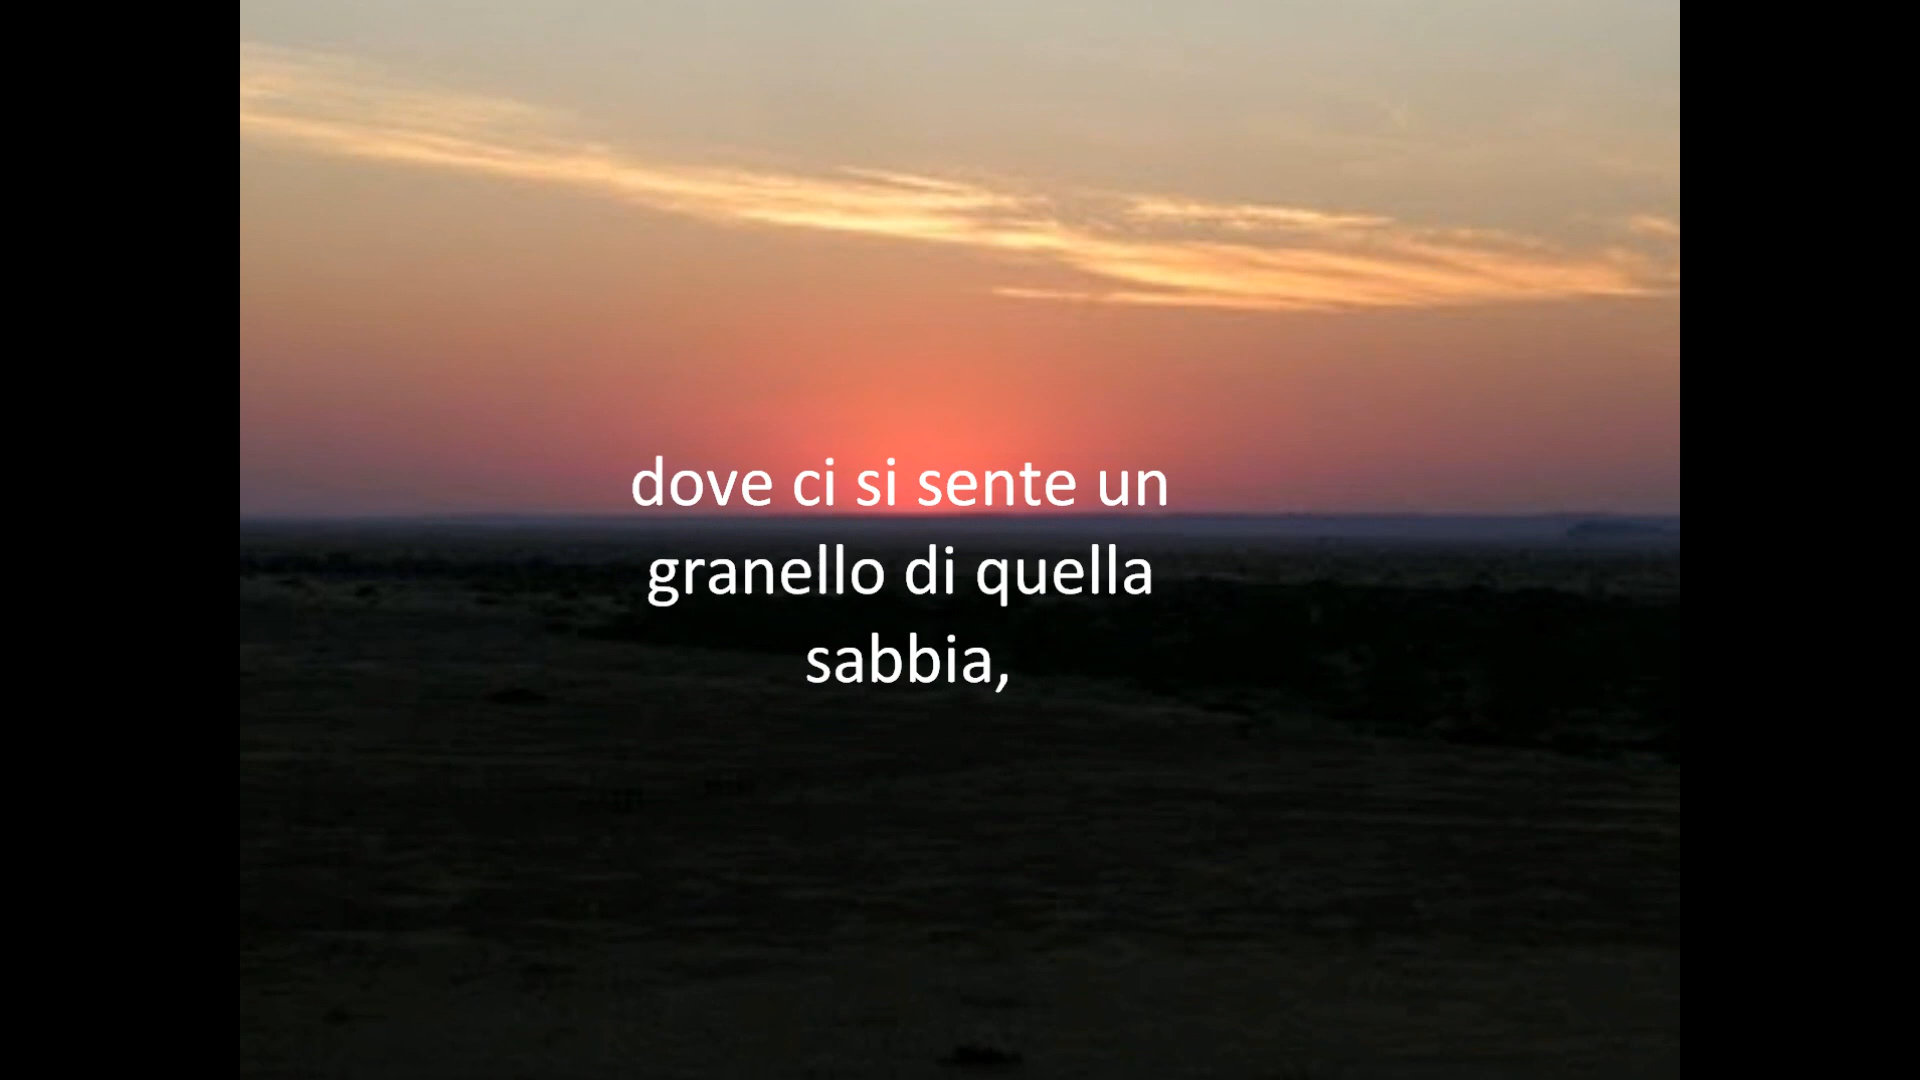 dove ci si sente un
granello di quella
sabbia,